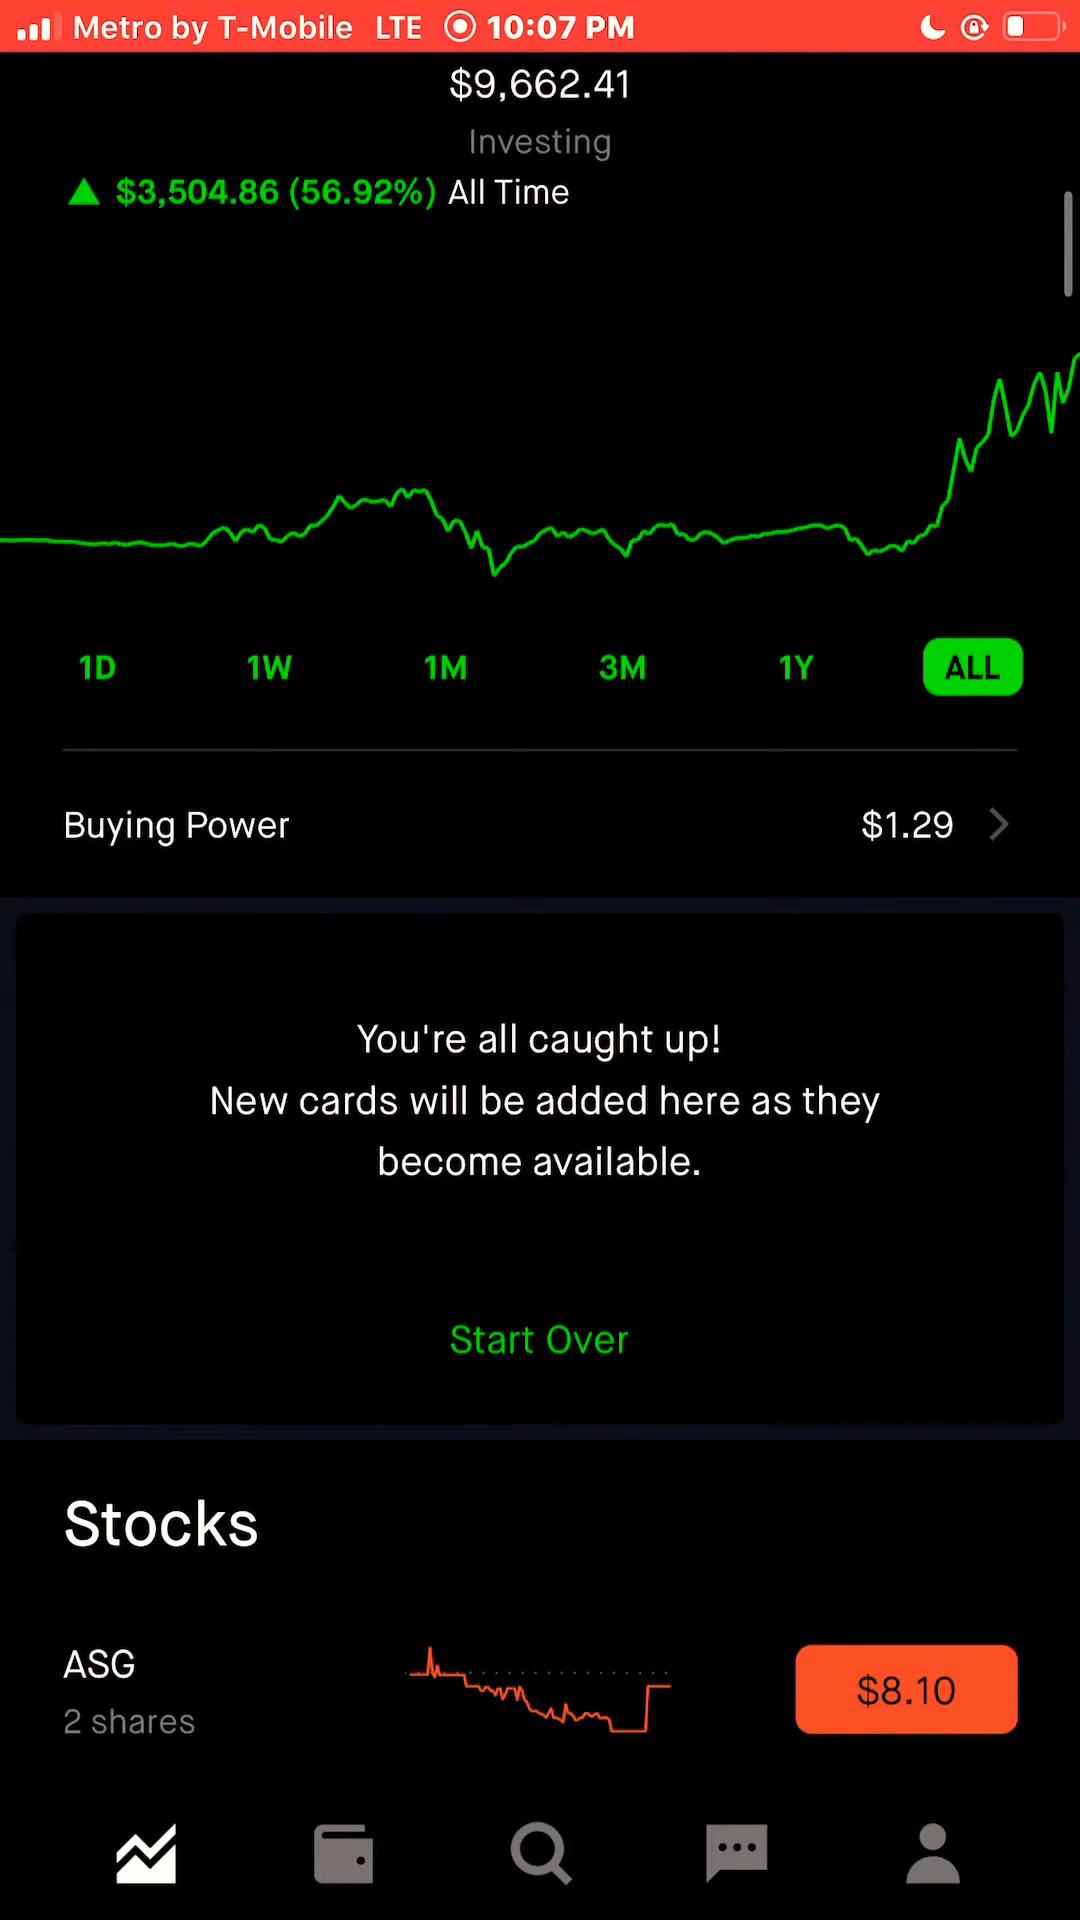 Metro by T-Mobile LTE 10:07 PM
$9,662.41
Investing
▲ $3,504.86 (56.92%) All Time
1D 1W 1M 3M 1Y ALL
Buying Power $1.29
You're all caught up!
New cards will be added here as they
become available.
Start Over
Stocks
ASG
2 shares
$8.10